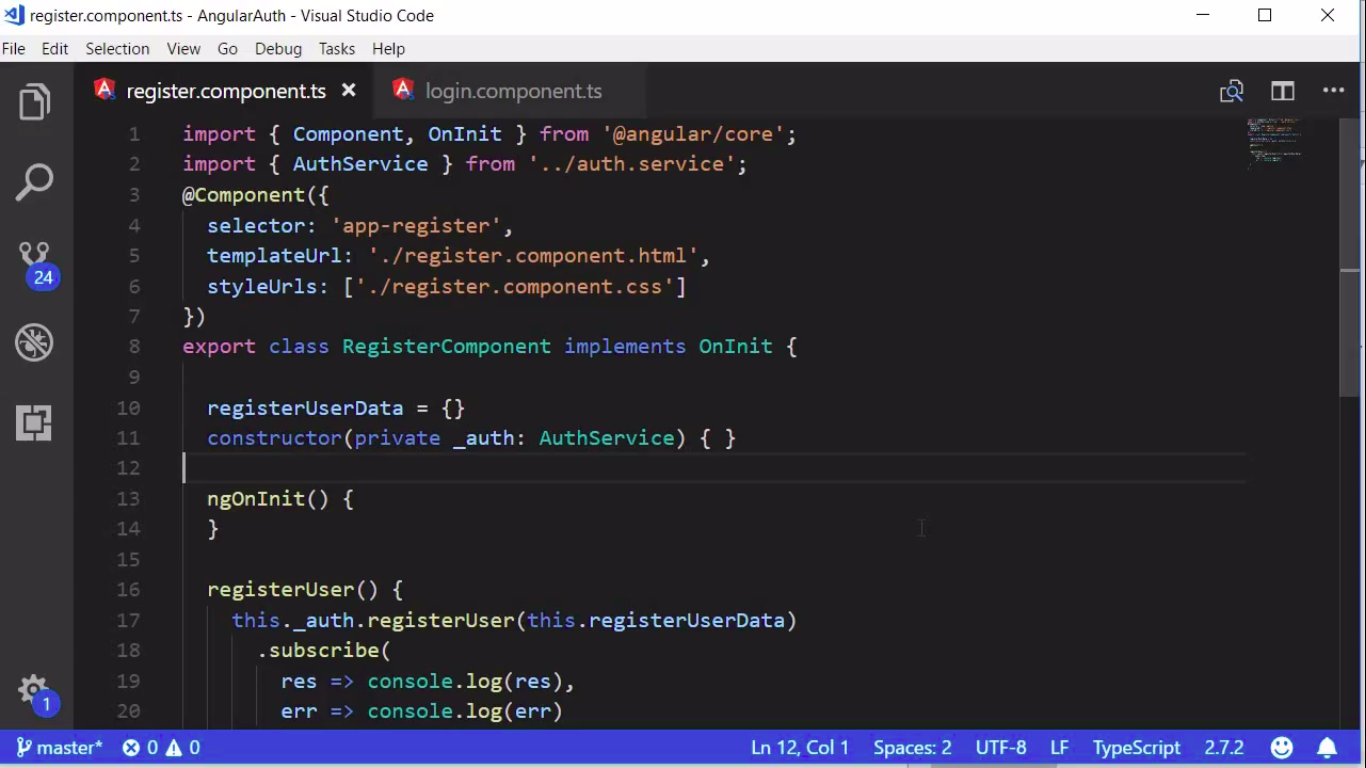 register.component.ts - AngularAuth - Visual Studio Code
File Edit Selection View Go Debug Tasks Help
register.component.ts login.component.ts
1 import { Component, OnInit } from '@angular/core';
2 import { AuthService } from '../auth.service';
3 @Component({
4 selector: 'app-register',
5 templateUrl: './register.component.html',
6 styleUrls: ['./register.component.css']
7 })
8 export class RegisterComponent implements OnInit {
9
10 registerUserData = {}
11 constructor(private _auth: AuthService) { }
12
13 ngOnInit() {
14 }
15
16 registerUser() {
17 this._auth.registerUser(this.registerUserData)
18 .subscribe(
19 res => console.log(res),
20 err => console.log(err)
24
1
master* 0 0 Ln 12, Col 1 Spaces: 2 UTF-8 LF TypeScript 2.7.2